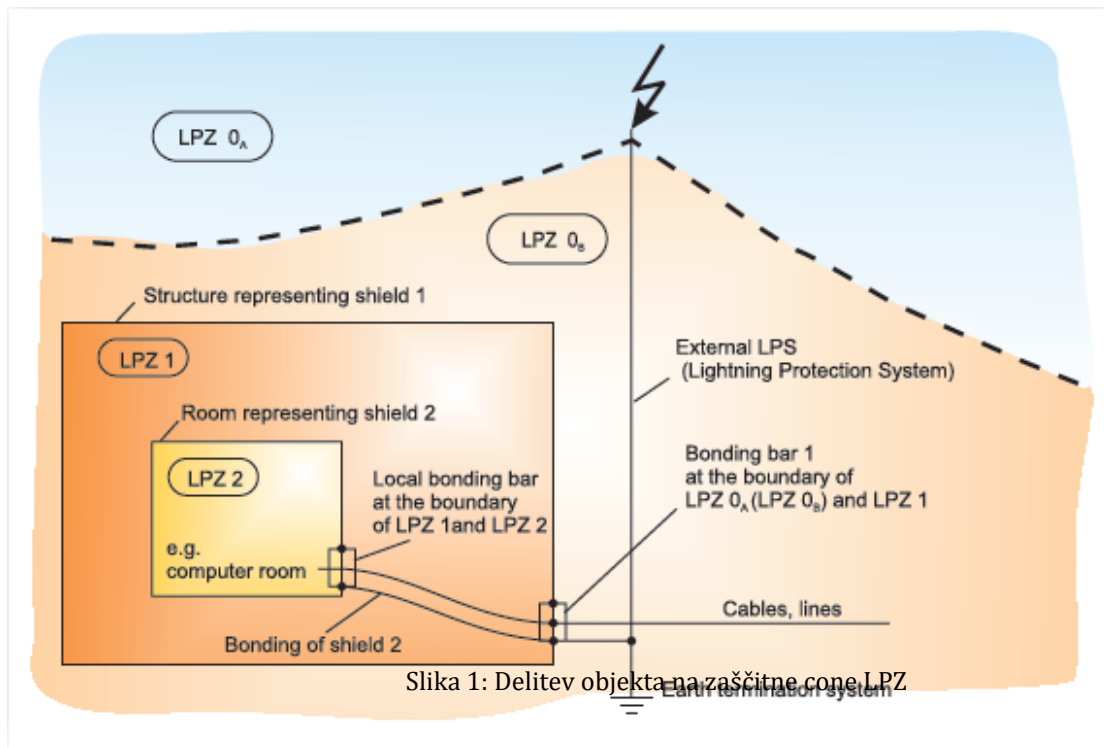 LPZ 0A
LPZ 0B
Structure representing shield 1
LPZ 1
External LPS
(Lightning Protection System)
Room representing shield 2
LPZ 2
Local bonding bar
at the boundary
of LPZ 1and LPZ 2
Bonding bar 1
at the boundary of
LPZ 0A (LPZ 0B) and LPZ 1
e.g.
computer room
Cables, lines
Bonding of shield 2
Slika 1: Delitev objekta na zaščitne cone LPZ
Earth termination system